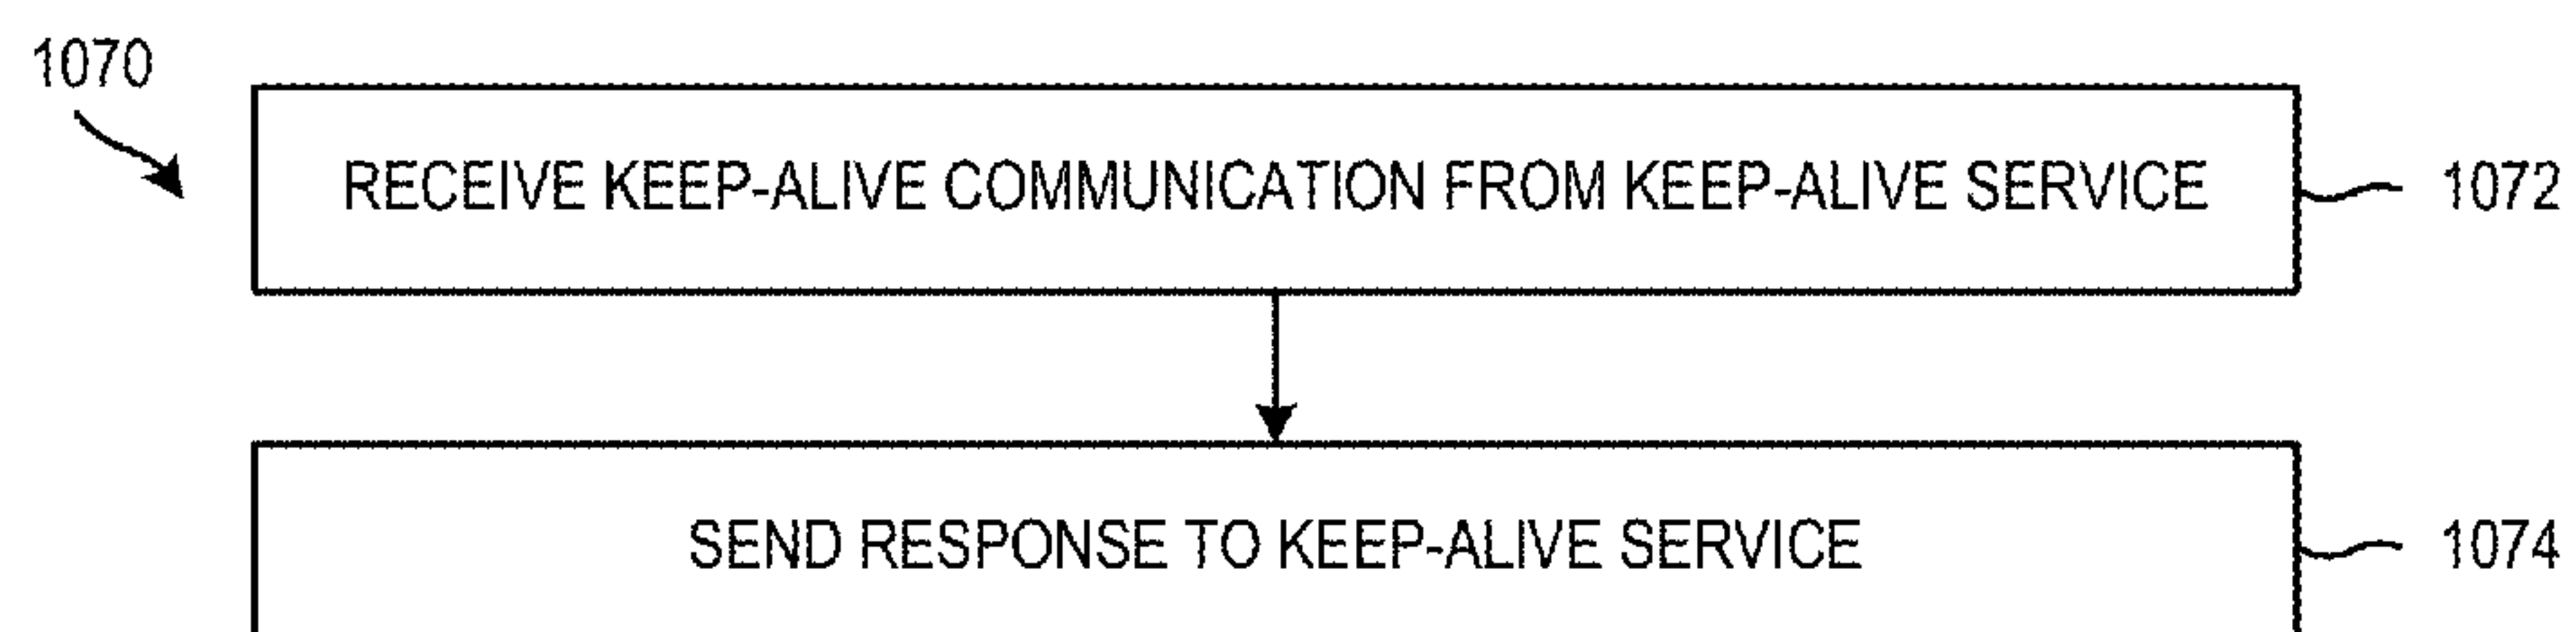 1070
RECEIVE KEEP-ALIVE COMMUNICATION FROM KEEP-ALIVE SERVICE
1072
SEND RESPONSE TO KEEP-ALIVE SERVICE
1074